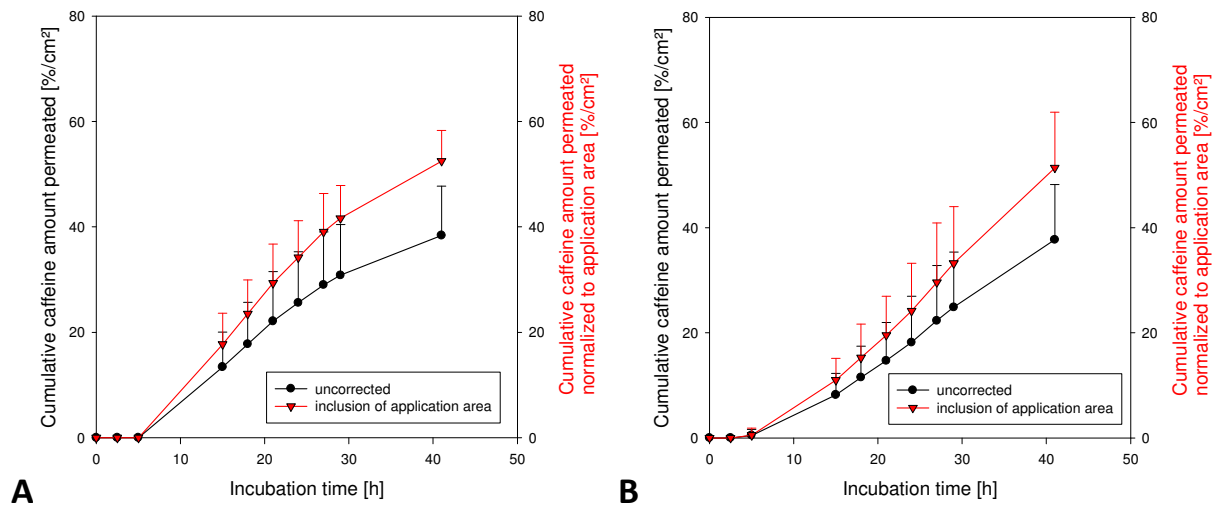 Cumulative caffeine amount permeated [%/cm²]
80
60
40
20
0
80
60
40
20
0
Cumulative caffeine amount permeated
normalized to application area [%/cm²]
uncorrected
inclusion of application area
0 10 20 30 40 50
Incubation time [h]
A
Cumulative caffeine amount permeated [%/cm²]
80
60
40
20
0
80
60
40
20
0
Cumulative caffeine amount permeated
normalized to application area [%/cm²]
uncorrected
inclusion of application area
0 10 20 30 40 50
Incubation time [h]
B